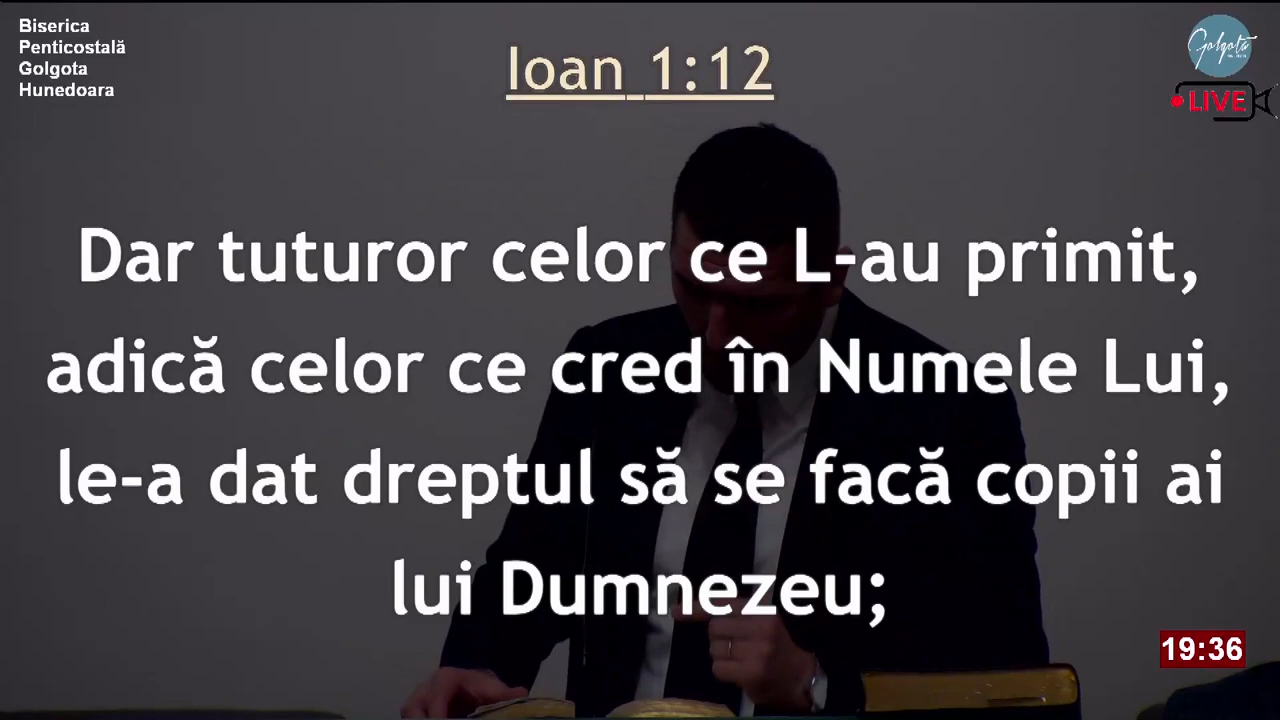 Biserica
Penticostală
Golgota
Hunedoara
Ioan 1:12
Golgota
LIVE
Dar tuturor celor ce L-au primit,
adică celor ce cred în Numele Lui,
le-a dat dreptul să se facă copii ai
lui Dumnezeu;
19:36